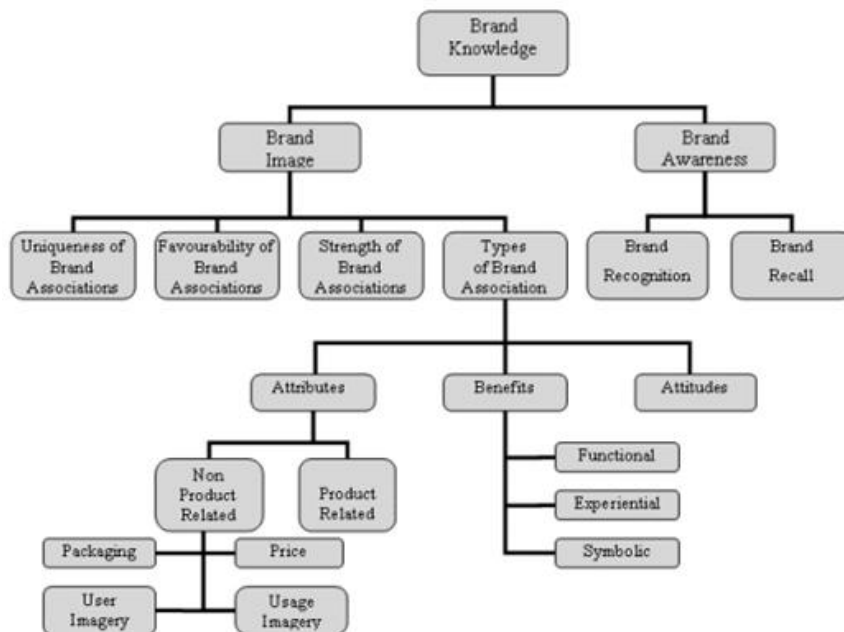 Brand
Knowledge
Brand
Image
Brand
Awareness
Uniqueness of
Brand
Associations
Favourability of
Brand
Associations
Strength of
Brand
Associations
Types
of Brand
Association
Brand
Recognition
Brand
Recall
Attributes
Benefits
Attitudes
Non
Product
Related
Product
Related
Functional
Experiential
Symbolic
Packaging
Price
User
Imagery
Usage
Imagery